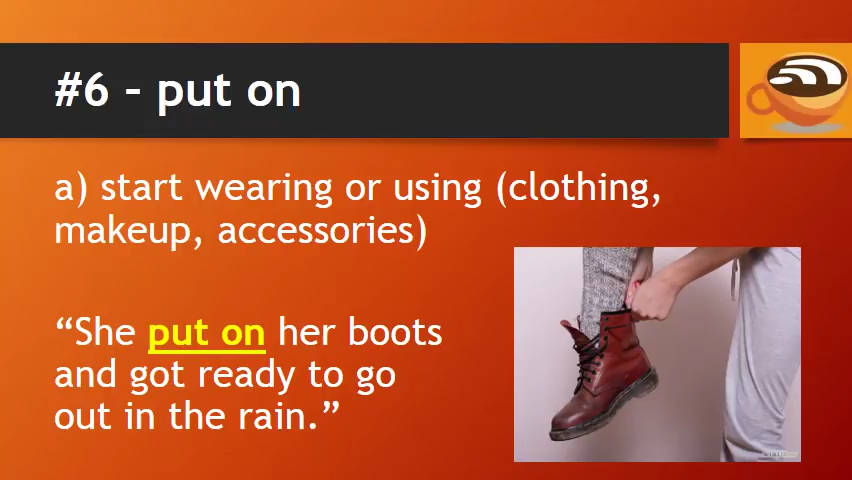 #6 – put on
a) start wearing or using (clothing,
makeup, accessories)
“She put on her boots
and got ready to go
out in the rain.”